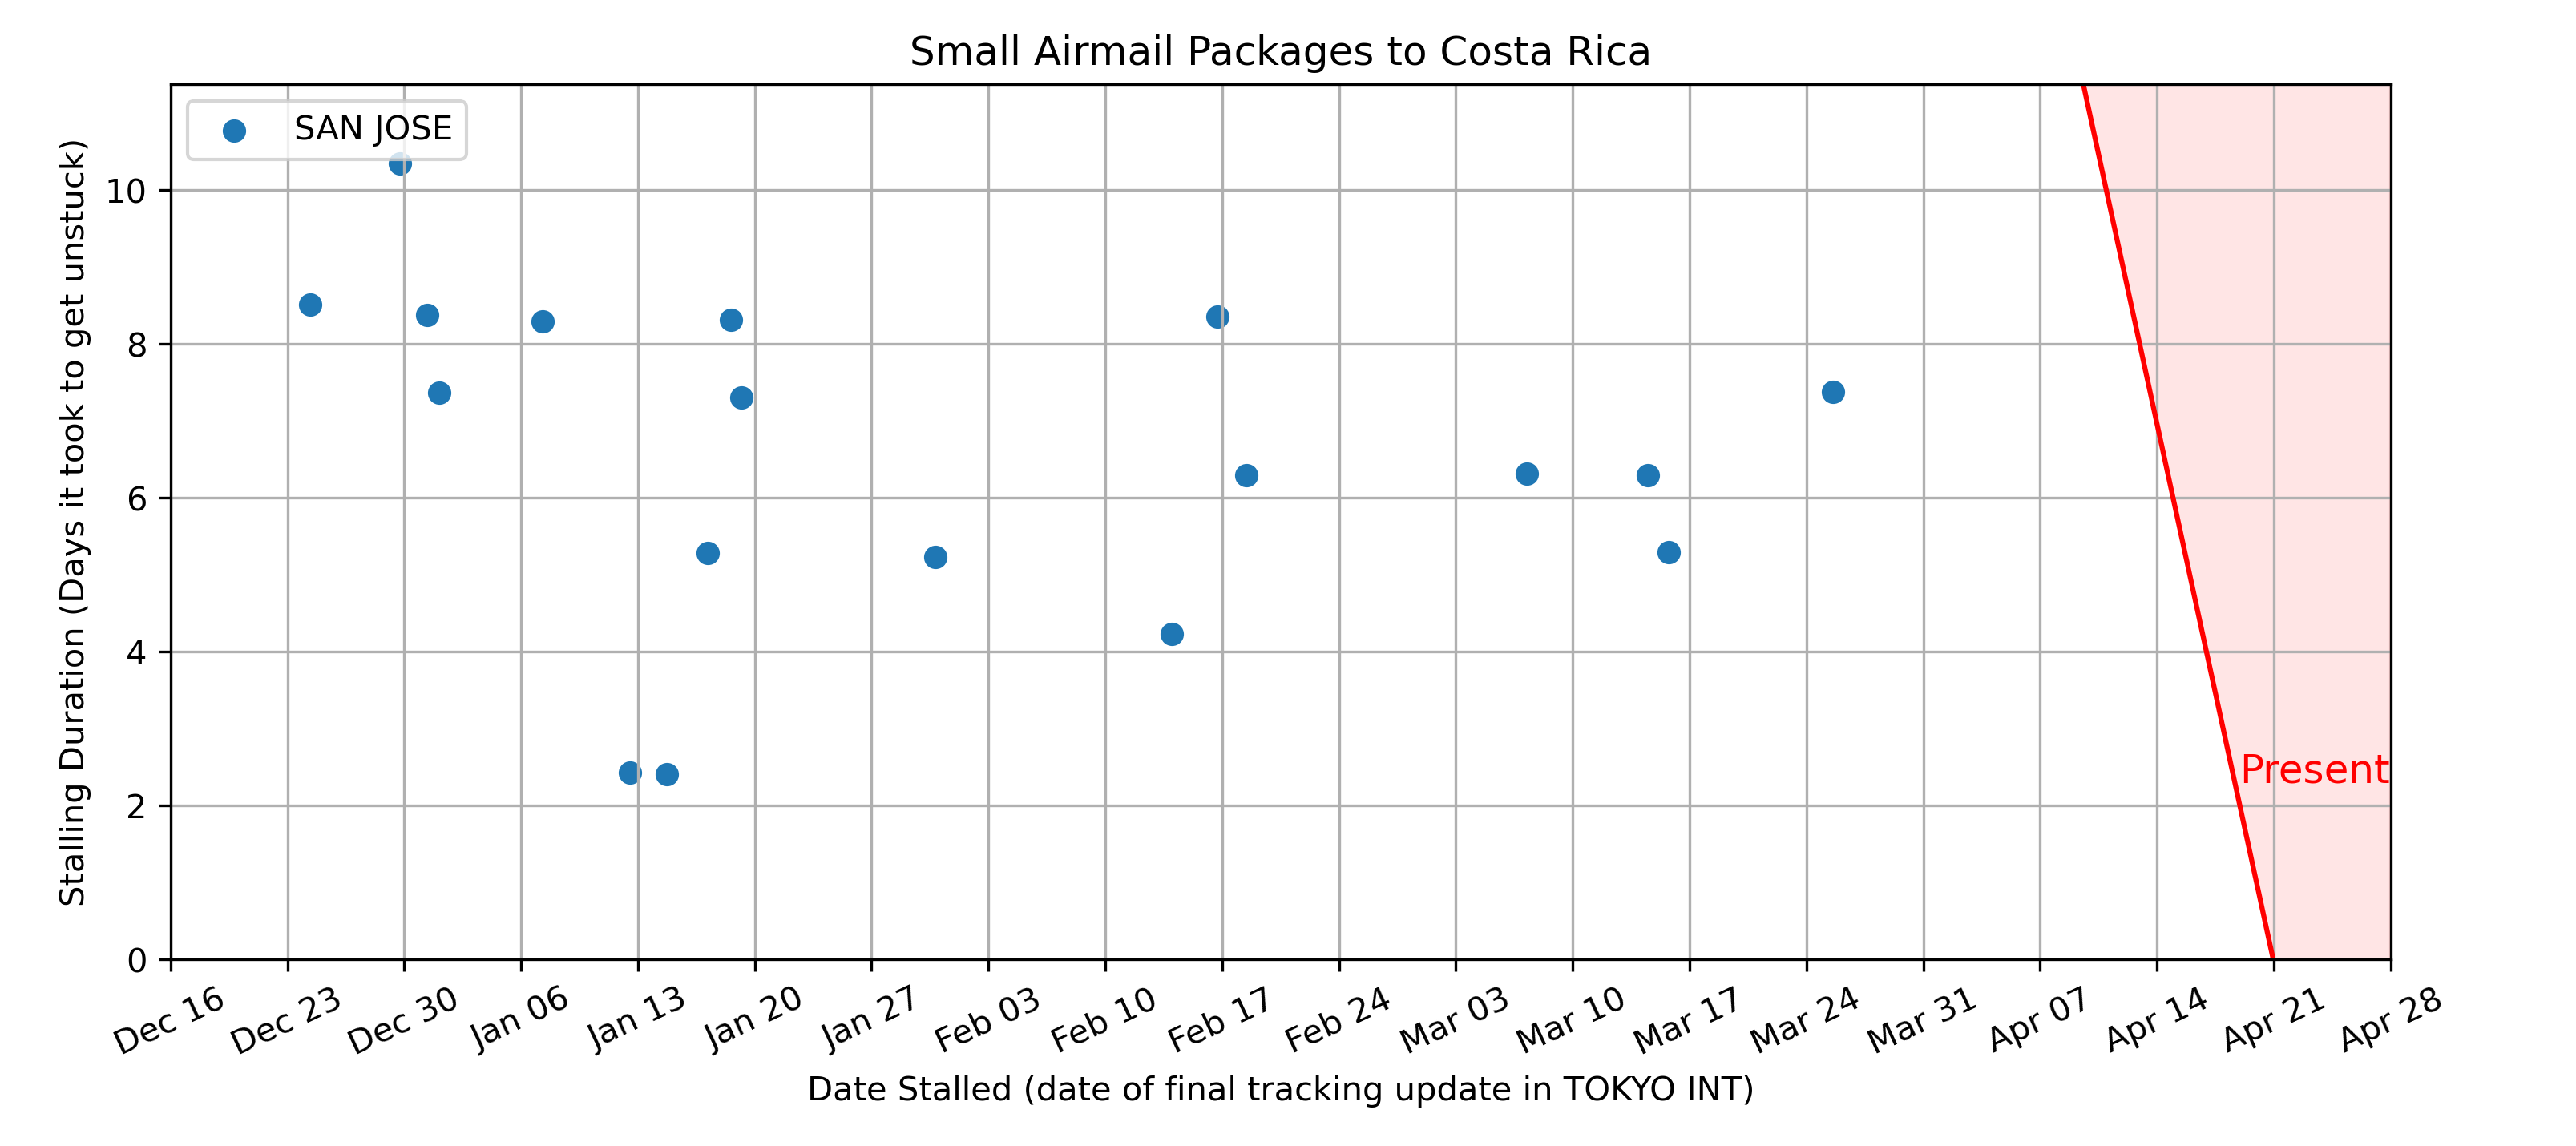 Small Airmail Packages to Costa Rica
SAN JOSE
Stalling Duration (Days it took to get unstuck)
10
8
6
4
2
0
Present
Dec 16
Dec 23
Dec 30
Jan 06
Jan 13
Jan 20
Jan 27
Feb 03
Feb 10
Feb 17
Feb 24
Mar 03
Mar 10
Mar 17
Mar 24
Mar 31
Apr 07
Apr 14
Apr 21
Apr 28
Date Stalled (date of final tracking update in TOKYO INT)